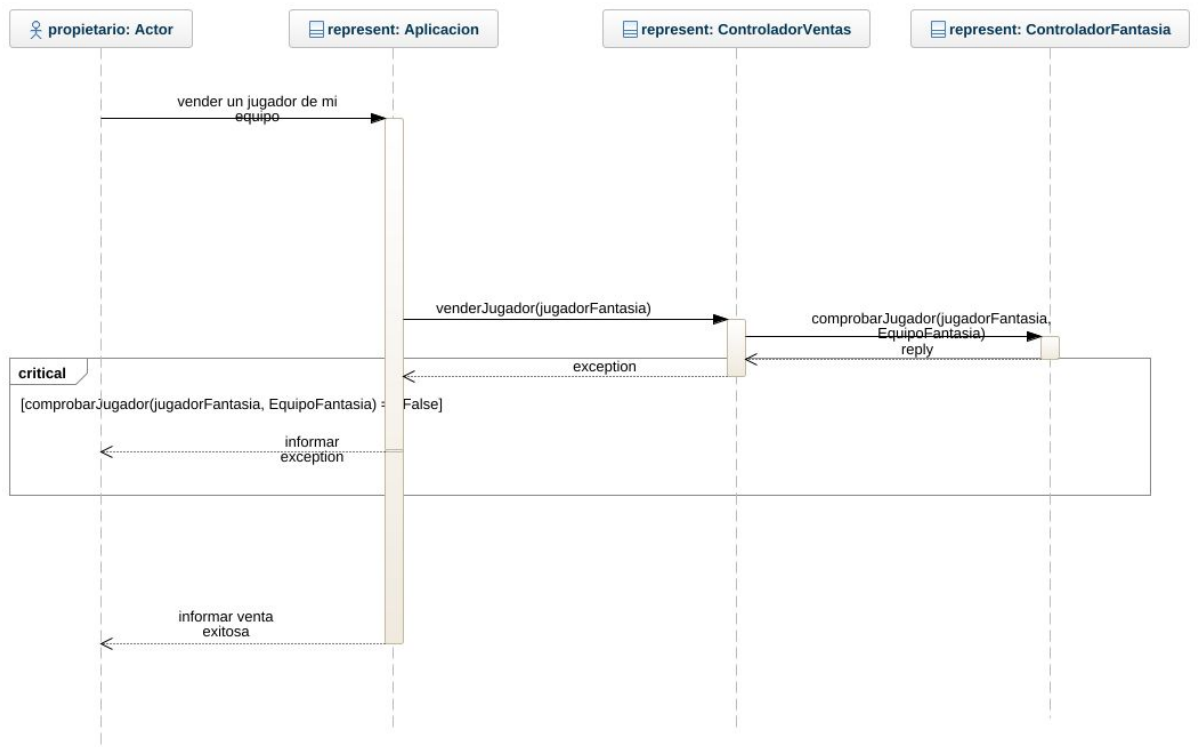 propietario: Actor
represent: Aplicacion
represent: ControladorVentas
represent: ControladorFantasia
vender un jugador de mi
equipo
venderJugador(jugadorFantasia)
comprobarJugador(jugadorFantasia,
EquipoFantasia)
reply
exception
critical
[comprobarJugador(jugadorFantasia, EquipoFantasia) = False]
informar
exception
informar venta
exitosa